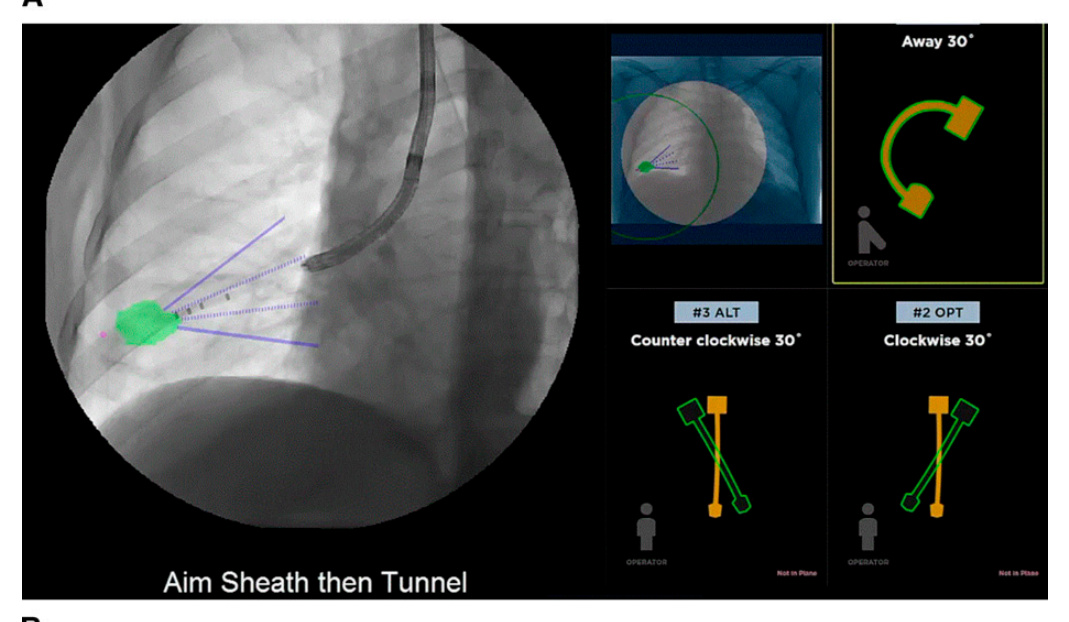 A
Away 30°
OPERATOR
#3 ALT
Counter clockwise 30°
OPERATOR
Not in Plane
#2 OPT
Clockwise 30°
OPERATOR
Not in Plane
Aim Sheath then Tunnel